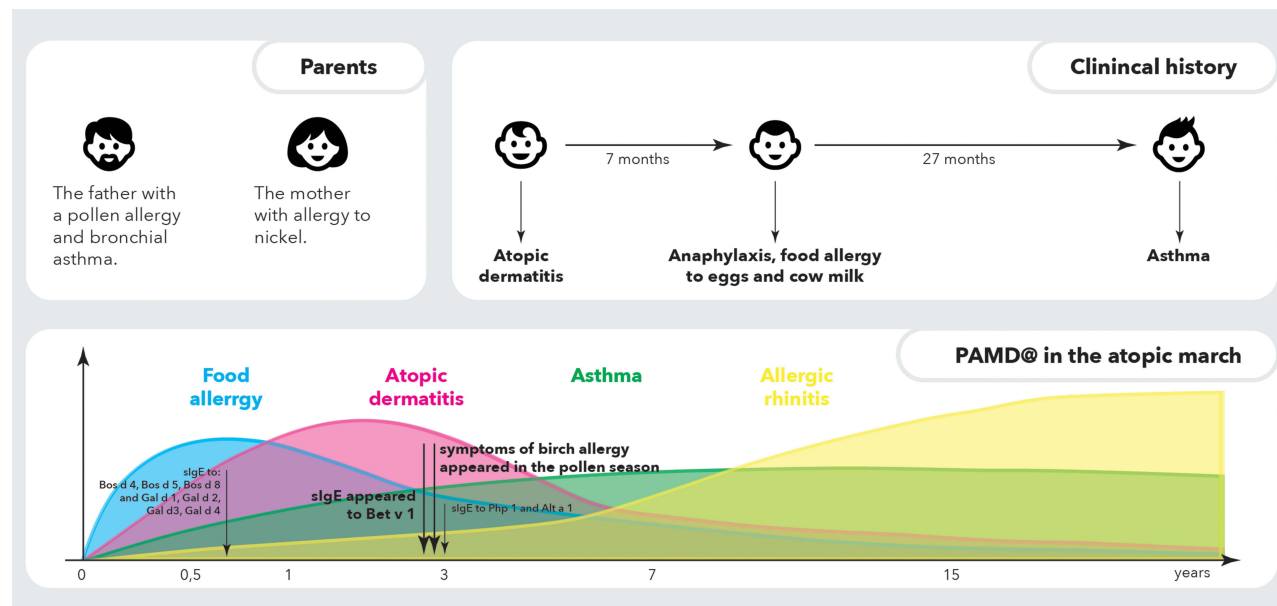 Parents
The father with
a pollen allergy
and bronchial
asthma.
The mother
with allergy to
nickel.
Clinincal history
7 months
27 months
Atopic
dermatitis
Anaphylaxis, food allergy
to eggs and cow milk
Asthma
PAMD@ in the atopic march
Food
allerrgy
Atopic
dermatitis
Asthma
Allergic
rhinitis
sIgE to:
Bos d 4, Bos d 5, Bos d 8
and Gal d 1, Gal d 2,
Gal d3, Gal d 4
symptoms of birch allergy
appeared in the pollen season
sIgE appeared
to Bet v 1
sIgE to Php 1 and Alt a 1
0
0,5
1
3
7
15
years